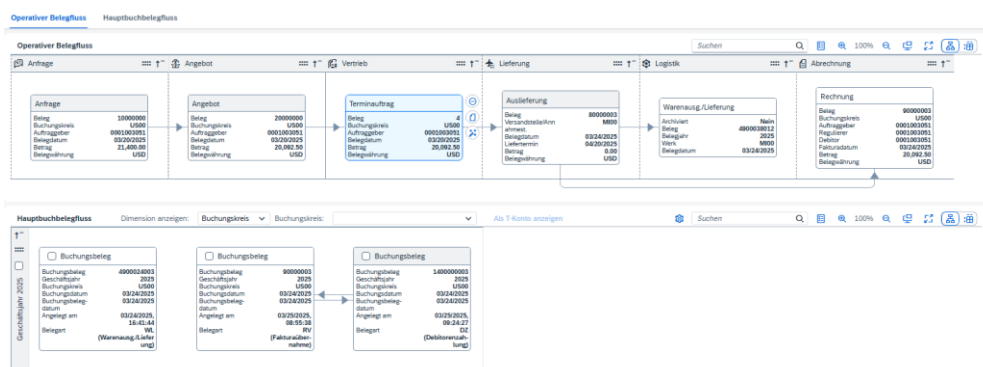 Operativer Belegfluss Hauptbuchbelegfluss
Operativer Belegfluss Suchen 100%
Anfrage Angebot Vertrieb Lieferung Logistik Abrechnung
Anfrage
Beleg 10000000
Buchungskreis US00
Auftraggeber 0001003051
Belegdatum 03/20/2025
Betrag 21,400.00
Belegwährung USD
Angebot
Beleg 20000000
Buchungskreis US00
Auftraggeber 0001003051
Belegdatum 03/20/2025
Betrag 20,092.50
Belegwährung USD
Terminauftrag
Beleg 4
Buchungskreis US00
Auftraggeber 0001003051
Belegdatum 03/20/2025
Betrag 20,092.50
Belegwährung USD
Auslieferung
Beleg 80000003
Versandstelle/Ann MI00
ahmest.
Belegdatum 03/24/2025
Liefertermin 04/20/2025
Betrag 0.00
Belegwährung USD
Warenausg./Lieferung
Archiviert Nein
Beleg 4900038012
Belegjahr 2025
Werk MI00
Belegdatum 03/24/2025
Rechnung
Beleg 90000003
Buchungskreis US00
Auftraggeber 0001003051
Regulierer 0001003051
Debitor 0001003051
Fakturadatum 03/24/2025
Betrag 20,092.50
Belegwährung USD
Hauptbuchbelegfluss Dimension anzeigen: Buchungskreis Buchungskreis: Als T-Konto anzeigen Suchen 100%
Geschäftsjahr 2025
Buchungsbeleg
Buchungsbeleg 4900024003
Geschäftsjahr 2025
Buchungskreis US00
Buchungsdatum 03/24/2025
Buchungsbeleg- 03/24/2025
datum
Angelegt am 03/24/2025,
16:41:44
Belegart WL
(Warenausg./Liefer
ung)
Buchungsbeleg
Buchungsbeleg 90000003
Geschäftsjahr 2025
Buchungskreis US00
Buchungsdatum 03/24/2025
Buchungsbeleg- 03/24/2025
datum
Angelegt am 03/25/2025,
08:55:38
Belegart RV
(Fakturaüber-
nahme)
Buchungsbeleg
Buchungsbeleg 1400000003
Geschäftsjahr 2025
Buchungskreis US00
Buchungsdatum 03/24/2025
Buchungsbeleg- 03/24/2025
datum
Angelegt am 03/25/2025,
09:24:27
Belegart DZ
(Debitorenzah-
lung)